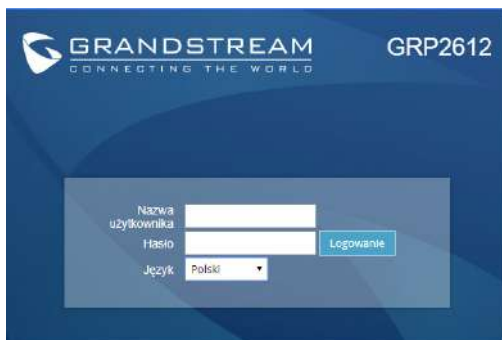 GRANDSTREAM
CONNECTING THE WORLD
GRP2612
Nazwa
użytkownika
Hasło
Logowanie
Język
Polski